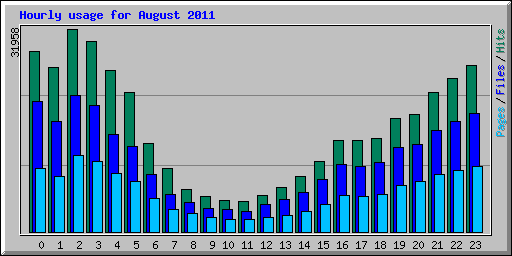 Hourly usage for August 2011
31958
Pages / Files / Hits
0 1 2 3 4 5 6 7 8 9 10 11 12 13 14 15 16 17 18 19 20 21 22 23